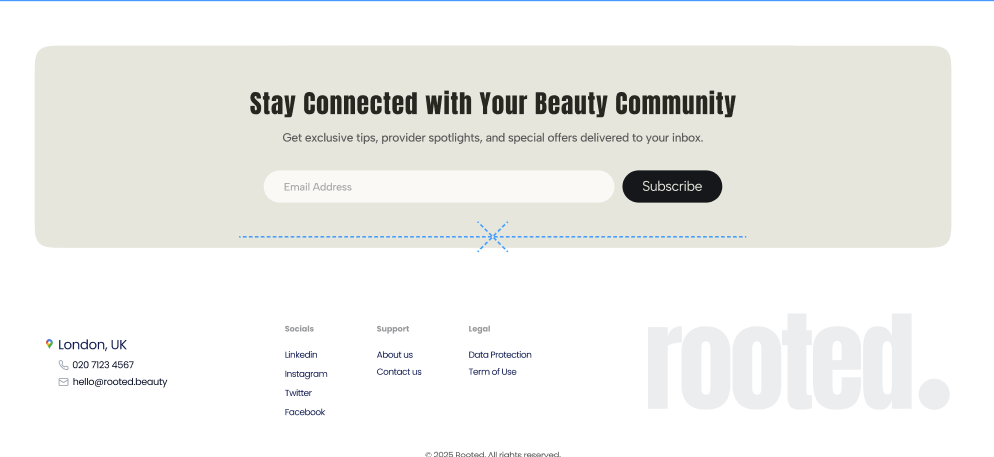 Stay Connected with Your Beauty Community
Get exclusive tips, provider spotlights, and special offers delivered to your inbox.
Email Address
Subscribe
London, UK
020 7123 4567
hello@rooted.beauty
Socials
Linkedin
Instagram
Twitter
Facebook
Support
About us
Contact us
Legal
Data Protection
Term of Use
rooted.
© 2025 Rooted. All rights reserved.